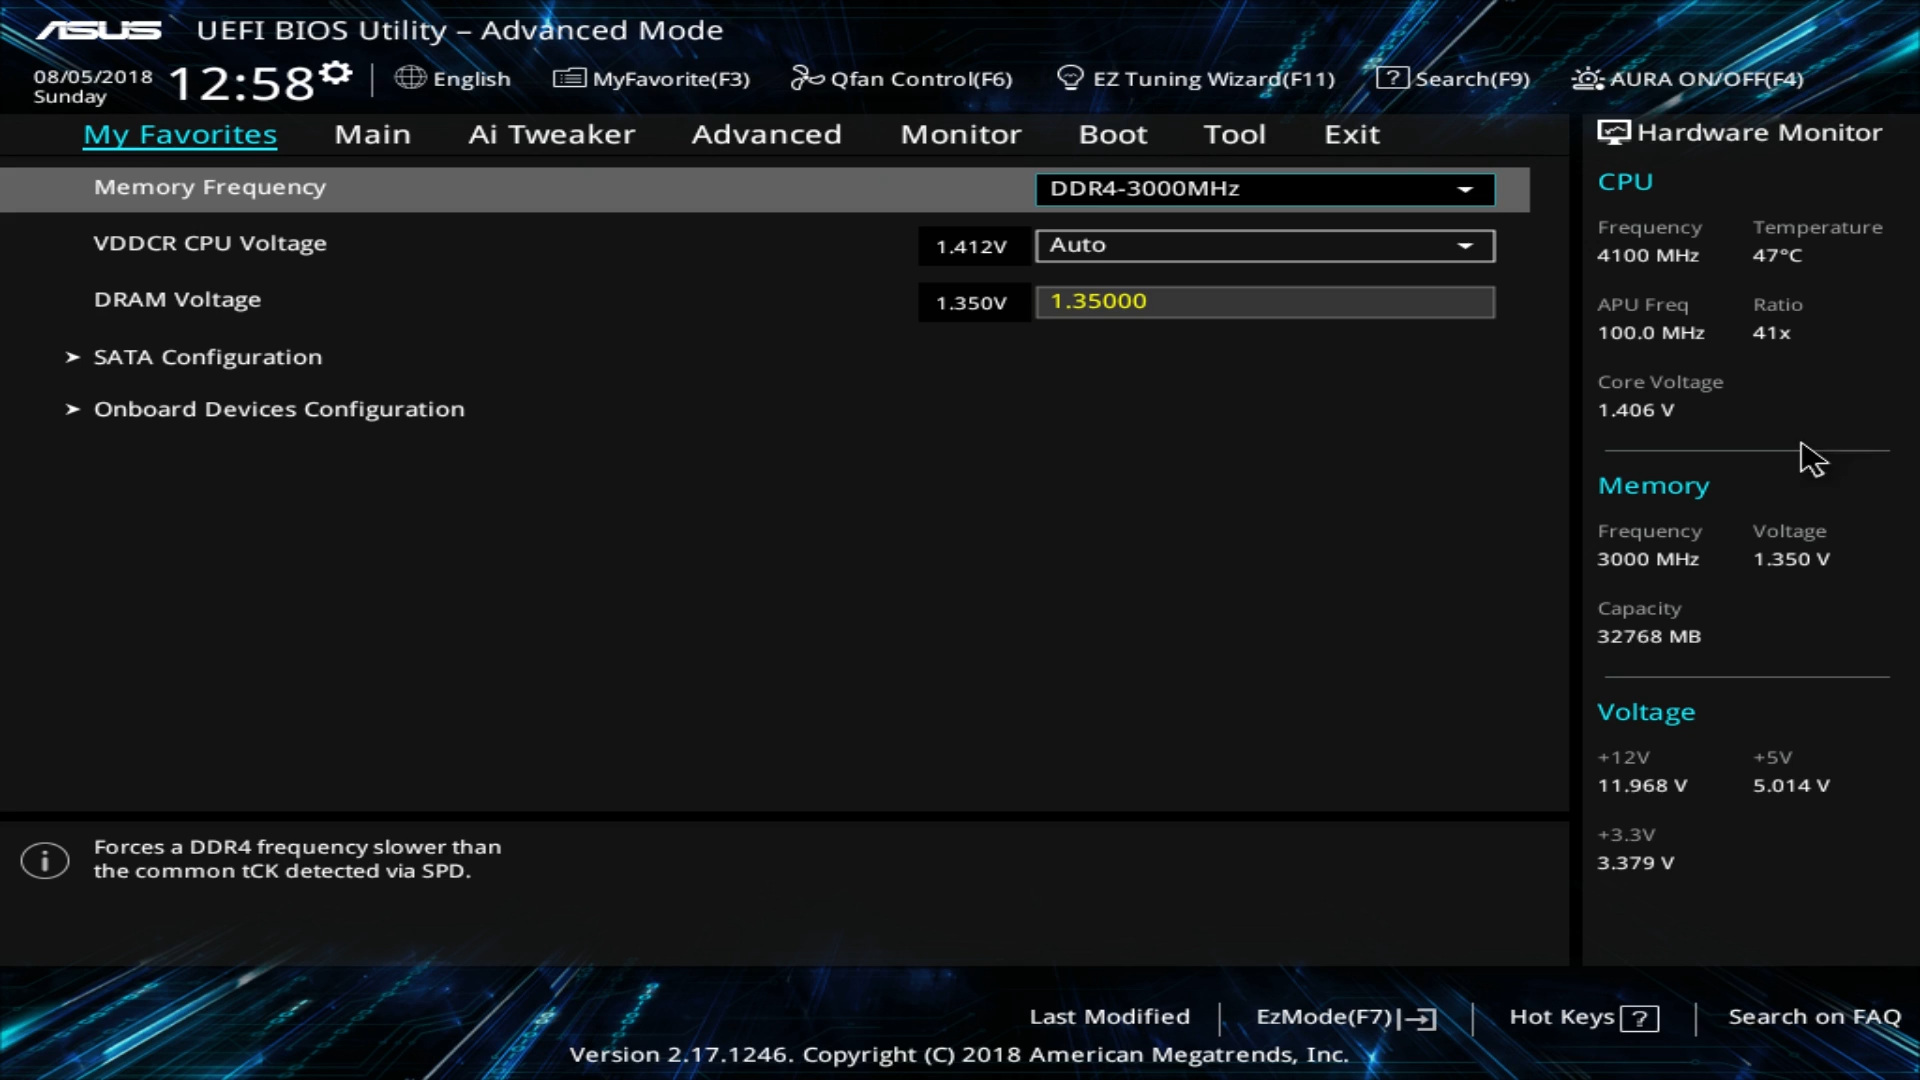 ASUS UEFI BIOS Utility – Advanced Mode
08/05/2018
Sunday
12:58
English
MyFavorite(F3)
Qfan Control(F6)
EZ Tuning Wizard(F11)
? Search(F9)
AURA ON/OFF(F4)
My Favorites Main Ai Tweaker Advanced Monitor Boot Tool Exit
Memory Frequency DDR4-3000MHz
VDDCR CPU Voltage 1.412V Auto
DRAM Voltage 1.350V 1.35000
SATA Configuration
Onboard Devices Configuration
Forces a DDR4 frequency slower than
the common tCK detected via SPD.
Hardware Monitor
CPU
Frequency Temperature
4100 MHz 47°C
APU Freq Ratio
100.0 MHz 41x
Core Voltage
1.406 V
Memory
Frequency Voltage
3000 MHz 1.350 V
Capacity
32768 MB
Voltage
+12V +5V
11.968 V 5.014 V
+3.3V
3.379 V
Last Modified EzMode(F7) Hot Keys ? Search on FAQ
Version 2.17.1246. Copyright (C) 2018 American Megatrends, Inc.